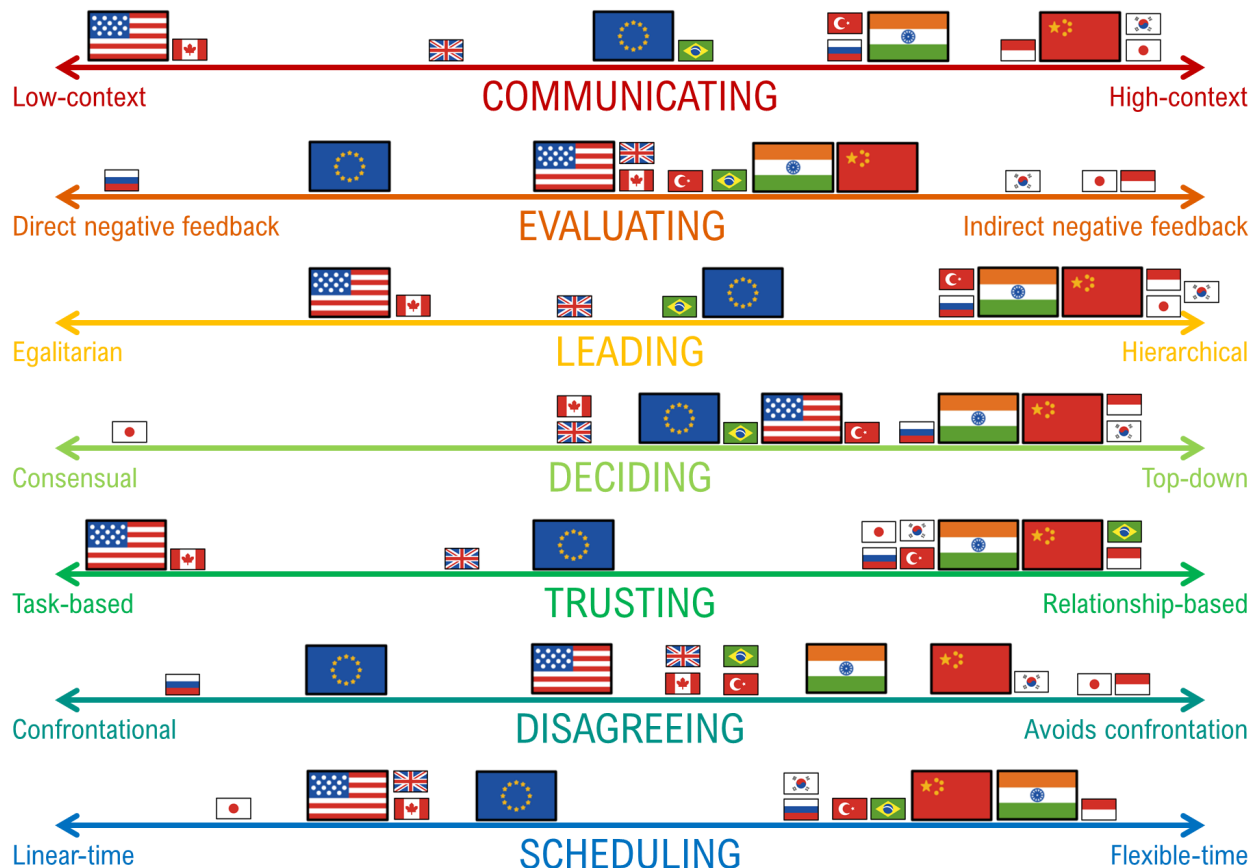 COMMUNICATING
Low-context
High-context
EVALUATING
Direct negative feedback
Indirect negative feedback
LEADING
Egalitarian
Hierarchical
DECIDING
Consensual
Top-down
TRUSTING
Task-based
Relationship-based
DISAGREEING
Confrontational
Avoids confrontation
SCHEDULING
Linear-time
Flexible-time